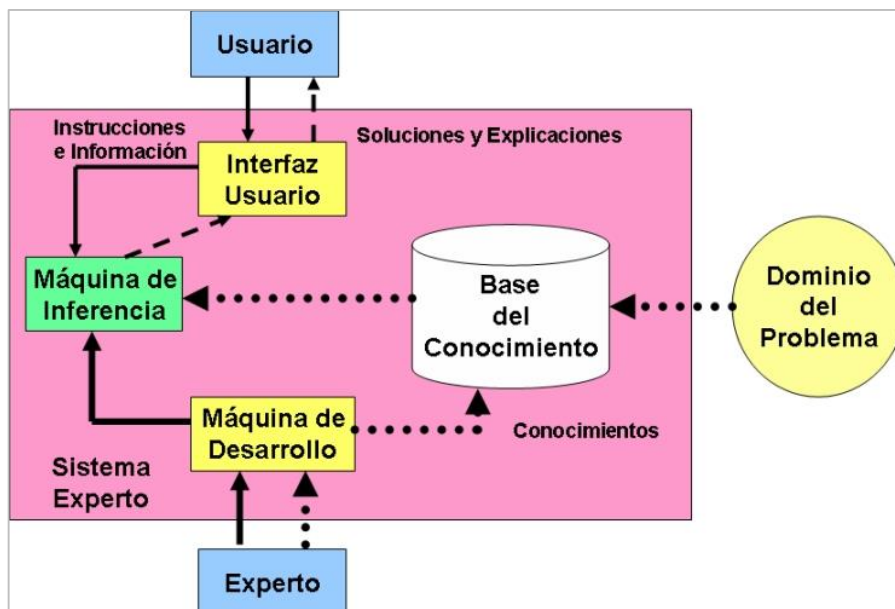 Usuario
Instrucciones
e Información
Soluciones y Explicaciones
Interfaz
Usuario
Máquina de
Inferencia
Base
del
Conocimiento
Dominio
del
Problema
Máquina de
Desarrollo
Conocimientos
Sistema
Experto
Experto